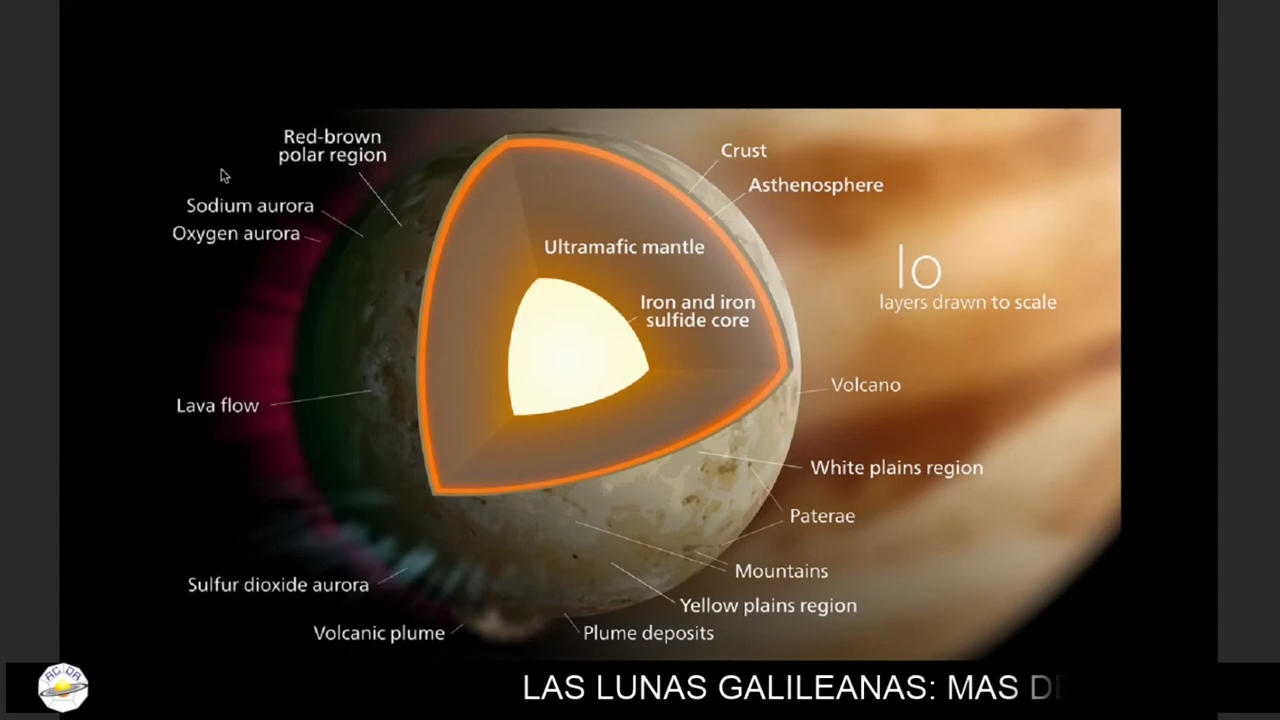 Red-brown
polar region
Crust
Asthenosphere
Sodium aurora
Oxygen aurora
Ultramafic mantle
Io
layers drawn to scale
Iron and iron
sulfide core
Volcano
Lava flow
White plains region
Paterae
Mountains
Sulfur dioxide aurora
Yellow plains region
Volcanic plume
Plume deposits
ACDA
LAS LUNAS GALILEANAS: MAS D